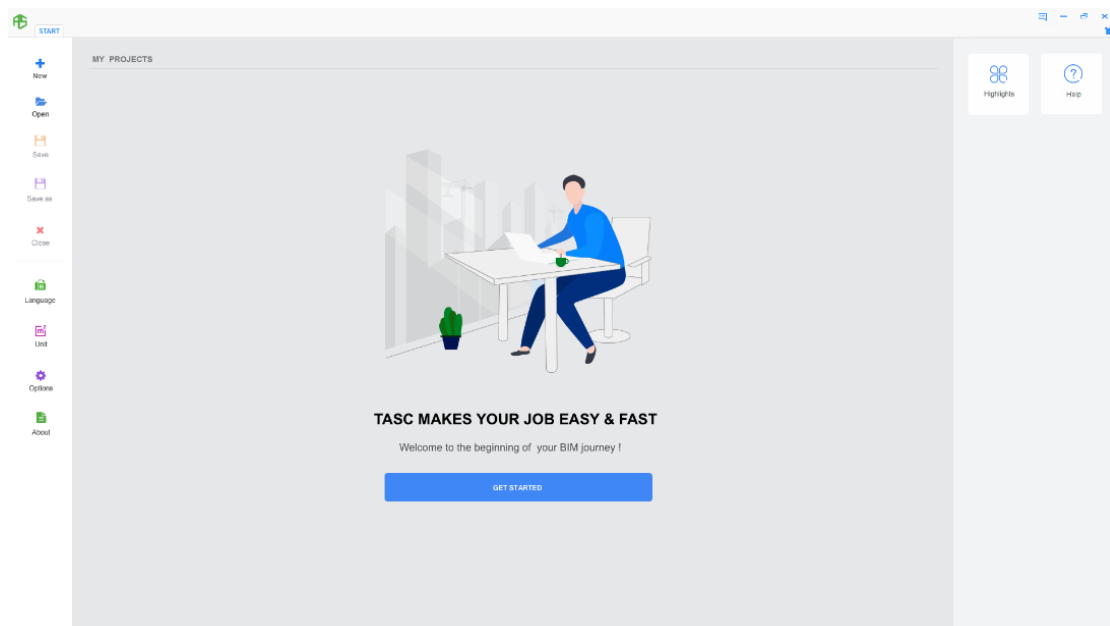 START
New
Open
Save
Save as
Close
Language
Unit
Options
About
MY PROJECTS
TASC MAKES YOUR JOB EASY & FAST
Welcome to the beginning of your BIM journey !
GET STARTED
Highlights
Help